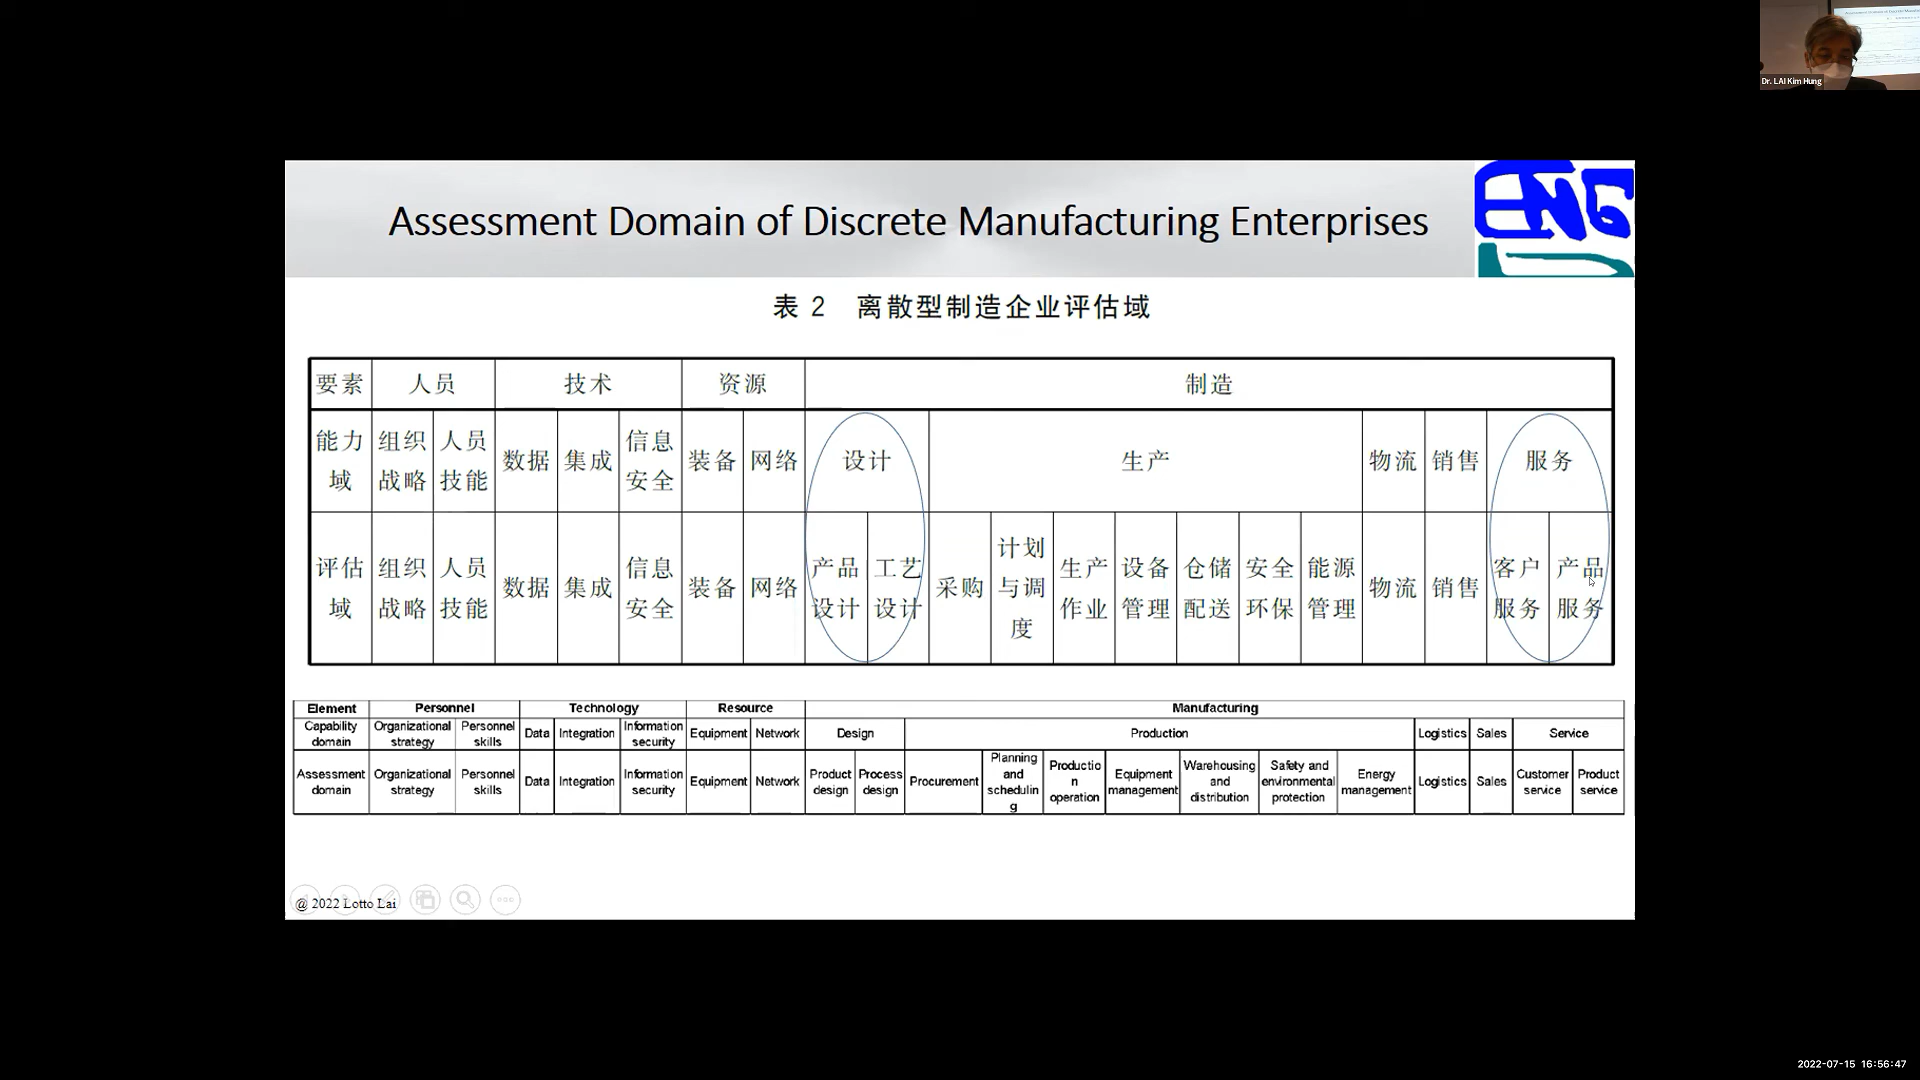 Dr. LAI Kim Hung
Assessment Domain of Discrete Manufacturing Enterprises
ENG
表 2 离散型制造企业评估域
要素 人员 技术 资源 制造
能力域 组织战略 人员技能 数据 集成 信息安全 装备 网络 设计 生产 物流 销售 服务
评估域 组织战略 人员技能 数据 集成 信息安全 装备 网络 产品设计 工艺设计 采购 计划与调度 生产作业 设备管理 仓储配送 安全环保 能源管理 物流 销售 客户服务 产品服务
Element Personnel Technology Resource Manufacturing
Capability domain Organizational strategy Personnel skills Data Integration Information security Equipment Network Design Production Logistics Sales Service
Assessment domain Organizational strategy Personnel skills Data Integration Information security Equipment Network Product design Process design Procurement Planning and scheduling Production operation Equipment management Warehousing and distribution Safety and environmental protection Energy management Logistics Sales Customer service Product service
@ 2022 Lotto Lai
2022-07-15 16:56:47